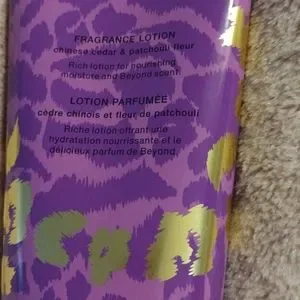 FRAGRANCE LOTION
chinese cedar & patchouli fleur
Rich lotion for nourishing
moisture and Beyond scent.
LOTION PARFUMÉE
cèdre chinois et fleur de patchouli
Riche lotion offrant une
hydratation nourrissante et le
délicieux parfum de Beyond.